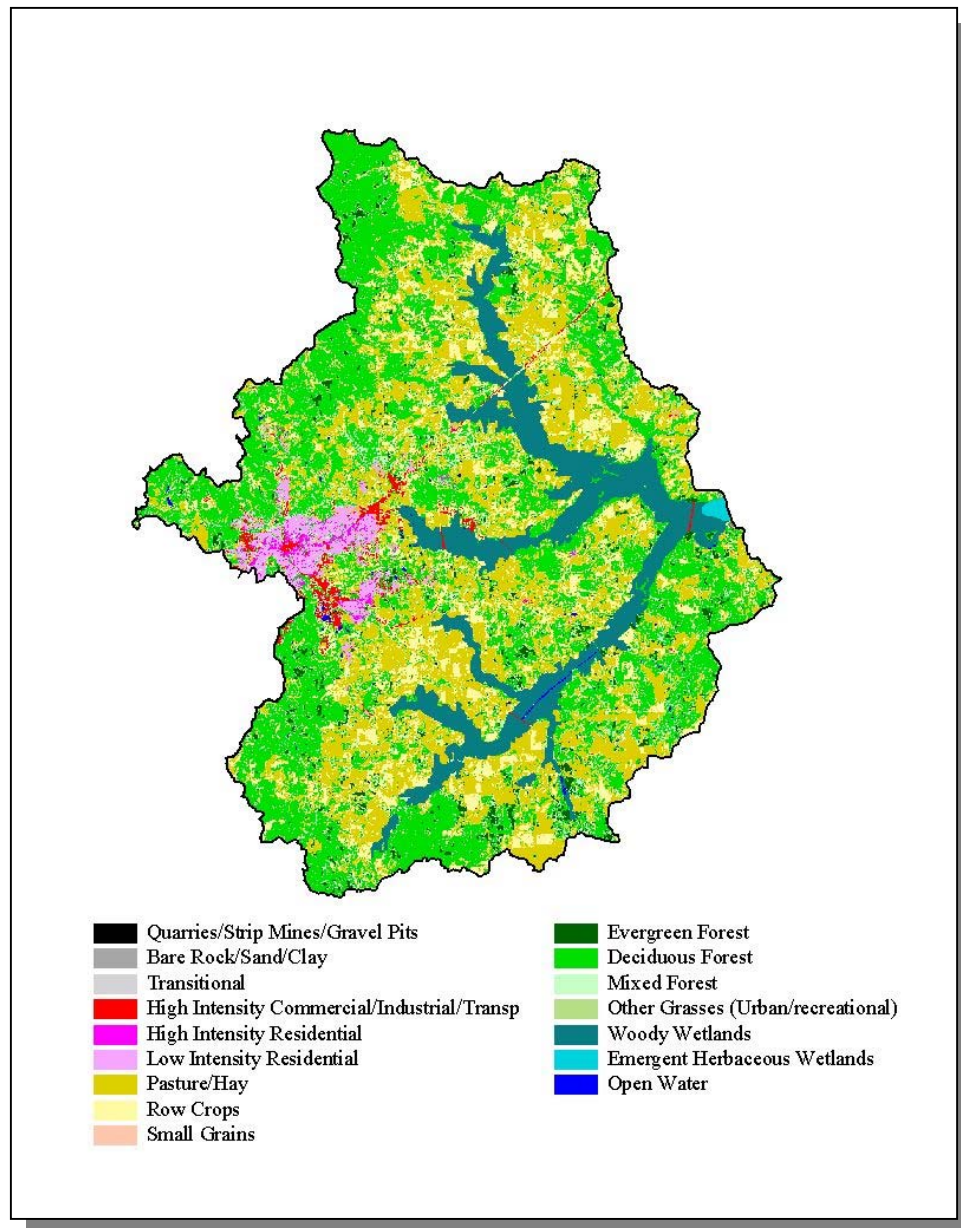 Quarries/Strip Mines/Gravel Pits
Bare Rock/Sand/Clay
Transitional
High Intensity Commercial/Industrial/Transp
High Intensity Residential
Low Intensity Residential
Pasture/Hay
Row Crops
Small Grains
Evergreen Forest
Deciduous Forest
Mixed Forest
Other Grasses (Urban/recreational)
Woody Wetlands
Emergent Herbaceous Wetlands
Open Water